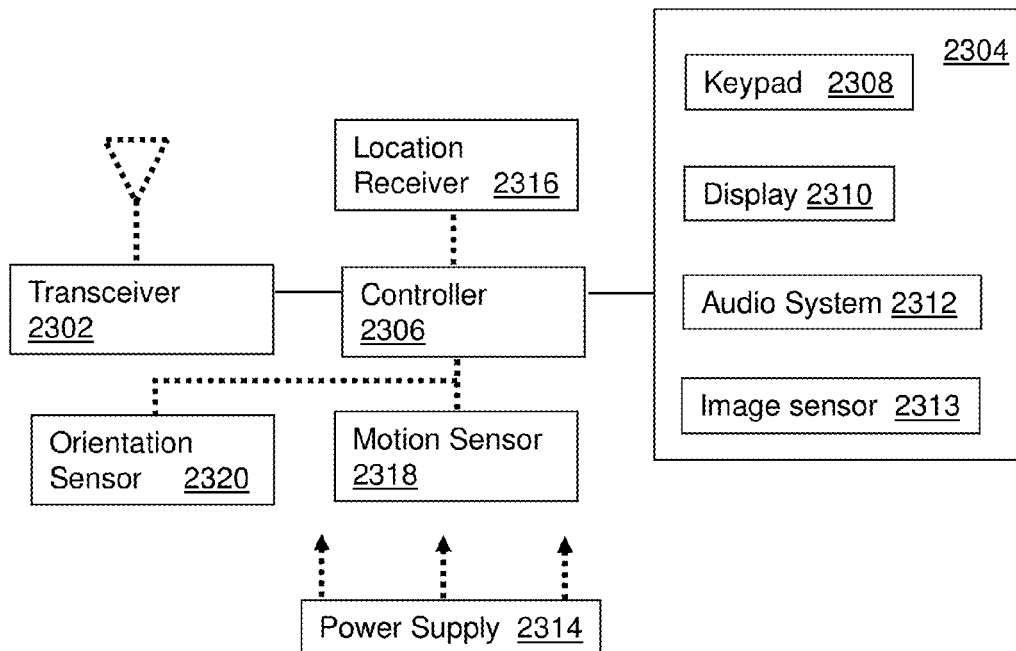 2304
Keypad 2308
Location
Receiver 2316
Display 2310
Transceiver
2302
Controller
2306
Audio System 2312
Image sensor 2313
Orientation
Sensor 2320
Motion Sensor
2318
Power Supply 2314